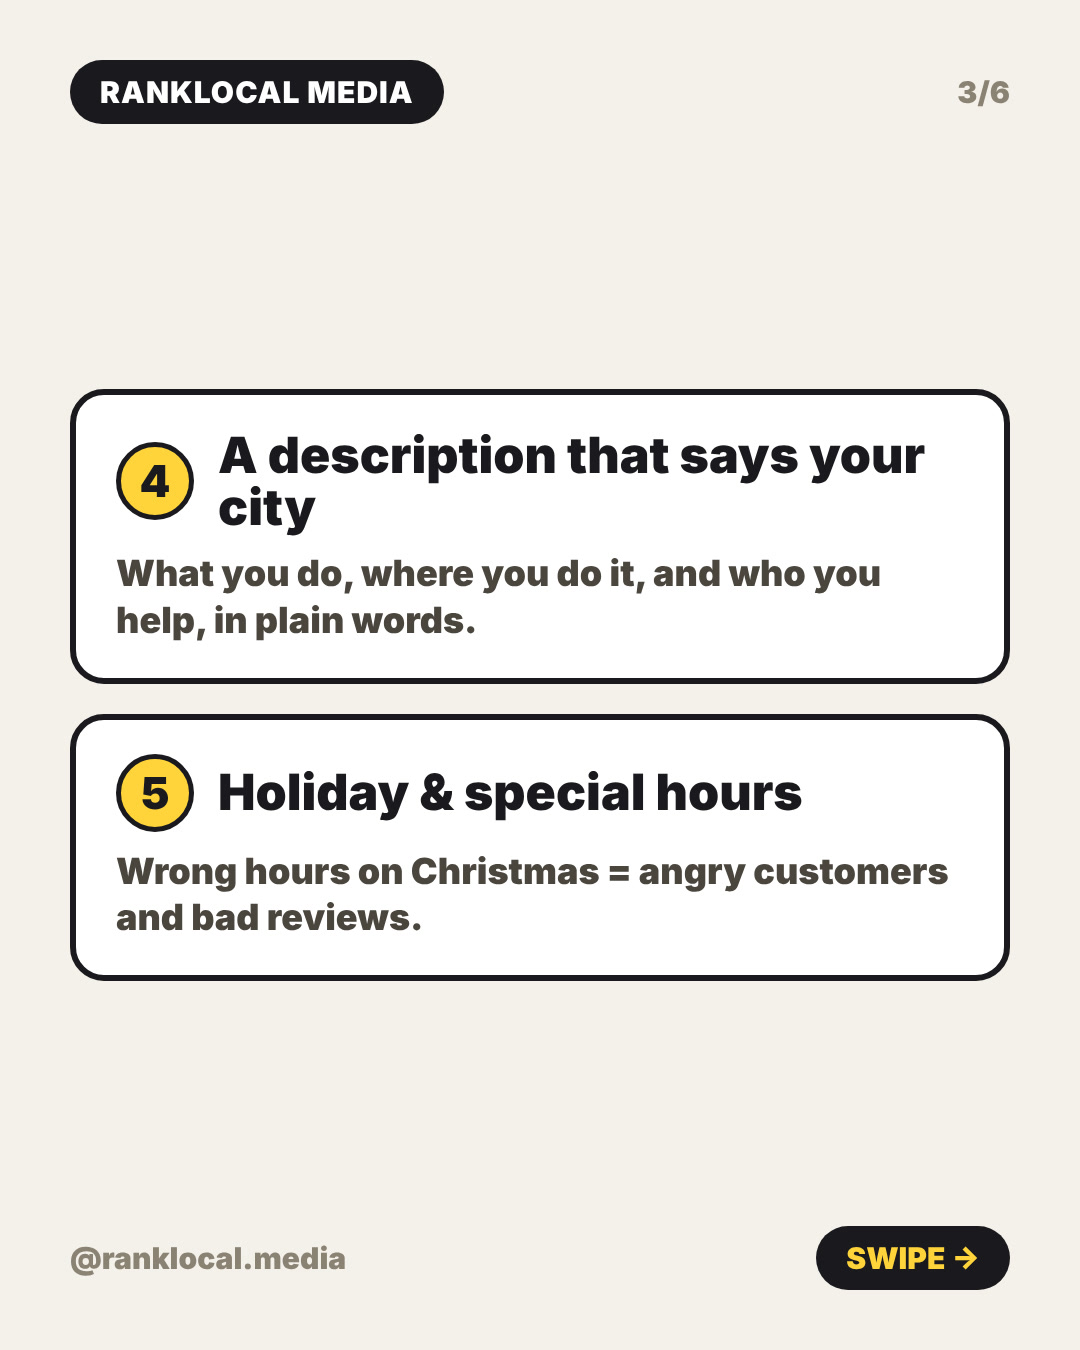 RANKLOCAL MEDIA
3/6
4
A description that says your
city
What you do, where you do it, and who you
help, in plain words.
5
Holiday & special hours
Wrong hours on Christmas = angry customers
and bad reviews.
@ranklocal.media
SWIPE →